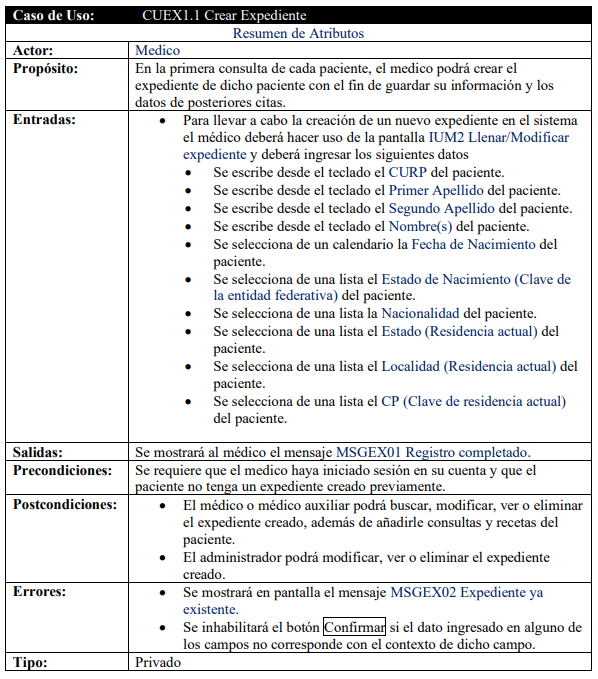 Caso de Uso: CUEX1.1 Crear Expediente
Resumen de Atributos
Actor: Medico
Propósito: En la primera consulta de cada paciente, el medico podrá crear el
expediente de dicho paciente con el fin de guardar su información y los
datos de posteriores citas.
Entradas: • Para llevar a cabo la creación de un nuevo expediente en el sistema
el médico deberá hacer uso de la pantalla IUM2 Llenar/Modificar
expediente y deberá ingresar los siguientes datos
• Se escribe desde el teclado el CURP del paciente.
• Se escribe desde el teclado el Primer Apellido del paciente.
• Se escribe desde el teclado el Segundo Apellido del paciente.
• Se escribe desde el teclado el Nombre(s) del paciente.
• Se selecciona de un calendario la Fecha de Nacimiento del
paciente.
• Se selecciona de una lista el Estado de Nacimiento (Clave de
la entidad federativa) del paciente.
• Se selecciona de una lista la Nacionalidad del paciente.
• Se selecciona de una lista el Estado (Residencia actual) del
paciente.
• Se selecciona de una lista el Localidad (Residencia actual) del
paciente.
• Se selecciona de una lista el CP (Clave de residencia actual)
del paciente.
Salidas: Se mostrará al médico el mensaje MSGEX01 Registro completado.
Precondiciones: Se requiere que el medico haya iniciado sesión en su cuenta y que el
paciente no tenga un expediente creado previamente.
Postcondiciones: • El médico o médico auxiliar podrá buscar, modificar, ver o eliminar
el expediente creado, además de añadirle consultas y recetas del
paciente.
• El administrador podrá modificar, ver o eliminar el expediente
creado.
Errores: • Se mostrará en pantalla el mensaje MSGEX02 Expediente ya
existente.
• Se inhabilitará el botón Confirmar si el dato ingresado en alguno de
los campos no corresponde con el contexto de dicho campo.
Tipo: Privado